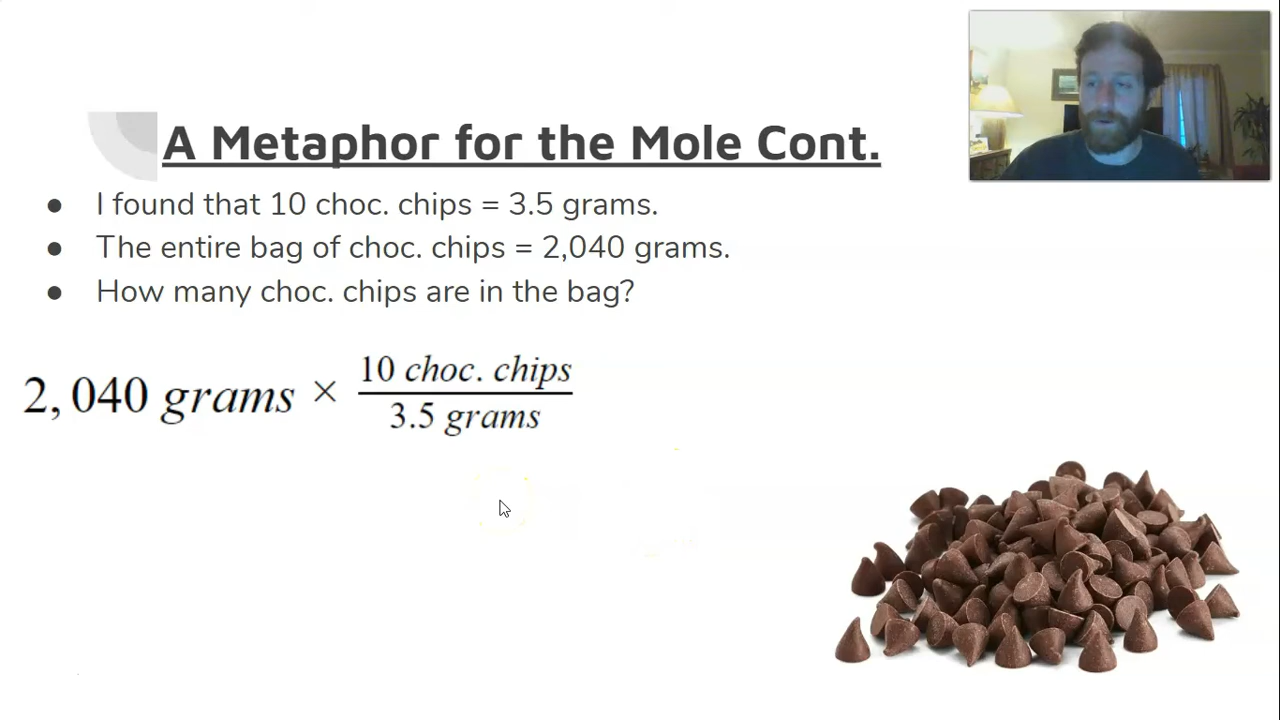 A Metaphor for the Mole Cont.
● I found that 10 choc. chips = 3.5 grams.
● The entire bag of choc. chips = 2,040 grams.
● How many choc. chips are in the bag?
2,040 grams × 10 choc. chips
3.5 grams